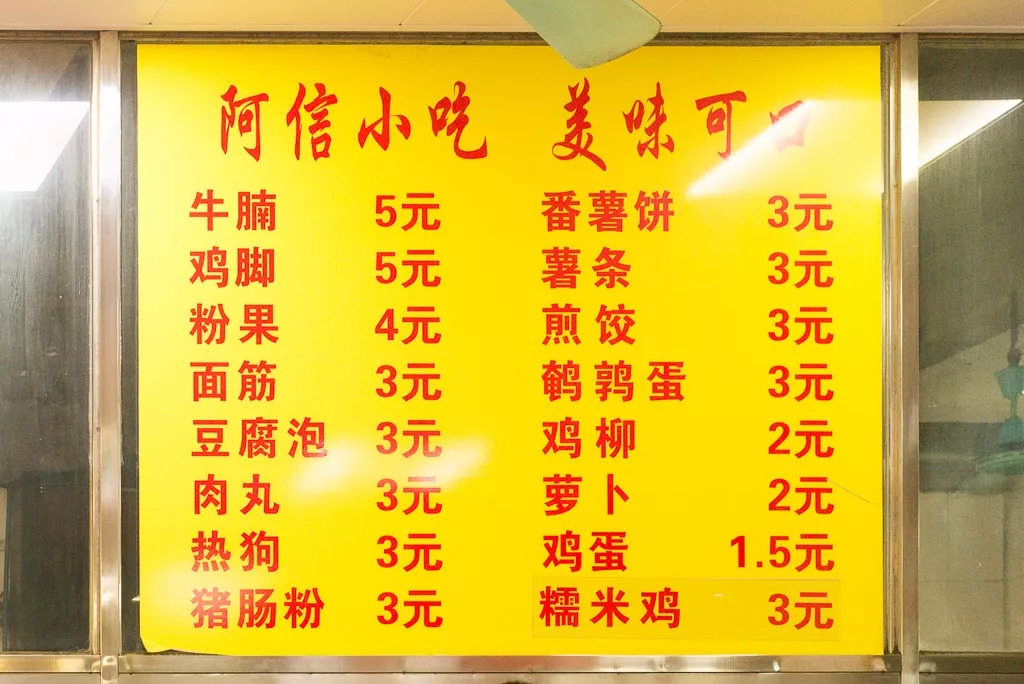 阿信小吃 美味可口
牛腩 5元
鸡脚 5元
粉果 4元
面筋 3元
豆腐泡 3元
肉丸 3元
热狗 3元
猪肠粉 3元
番薯饼 3元
薯条 3元
煎饺 3元
鹌鹑蛋 3元
鸡柳 2元
萝卜 2元
鸡蛋 1.5元
糯米鸡 3元